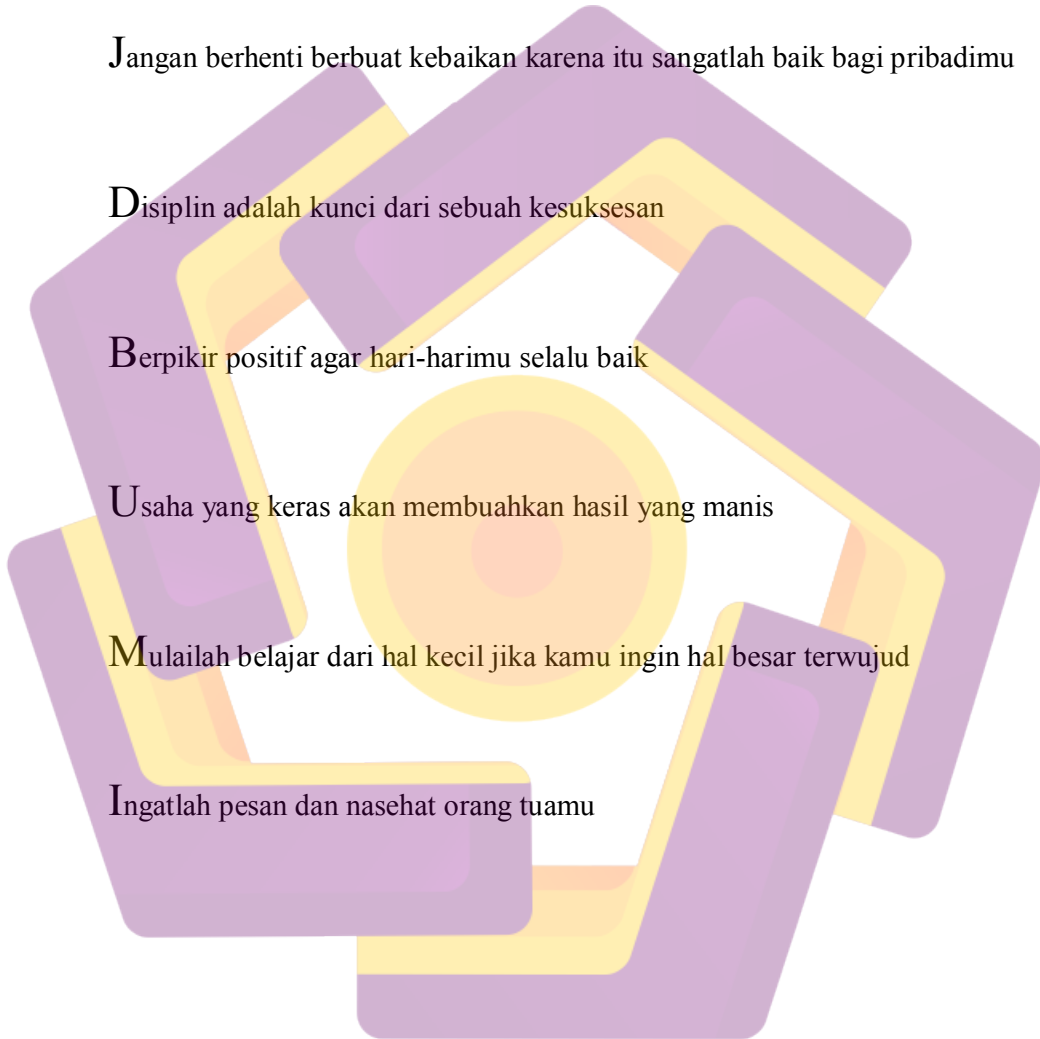 Jangan berhenti berbuat kebaikan karena itu sangatlah baik bagi pribadimu
Disiplin adalah kunci dari sebuah kesuksesan
Berpikir positif agar hari-harimu selalu baik
Usaha yang keras akan membuahkan hasil yang manis
Mulailah belajar dari hal kecil jika kamu ingin hal besar terwujud
Ingatlah pesan dan nasehat orang tuamu